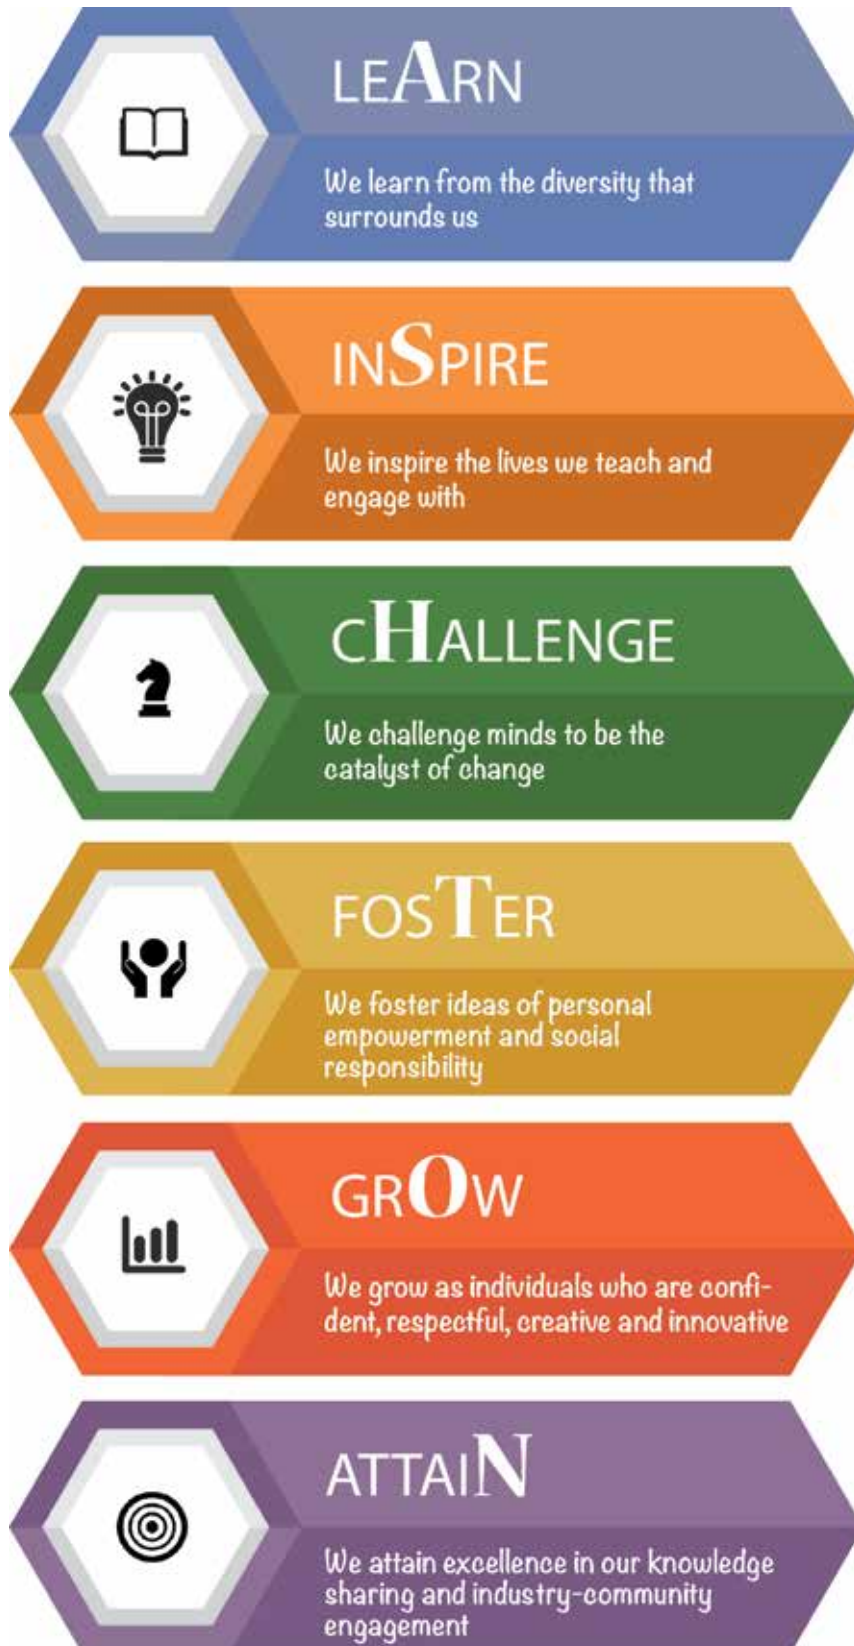 LEARN
We learn from the diversity that
surrounds us
INSPIRE
We inspire the lives we teach and
engage with
CHALLENGE
We challenge minds to be the
catalyst of change
FOSTER
We foster ideas of personal
empowerment and social
responsibility
GROW
We grow as individuals who are confi-
dent, respectful, creative and innovative
ATTAIN
We attain excellence in our knowledge
sharing and industry-community
engagement